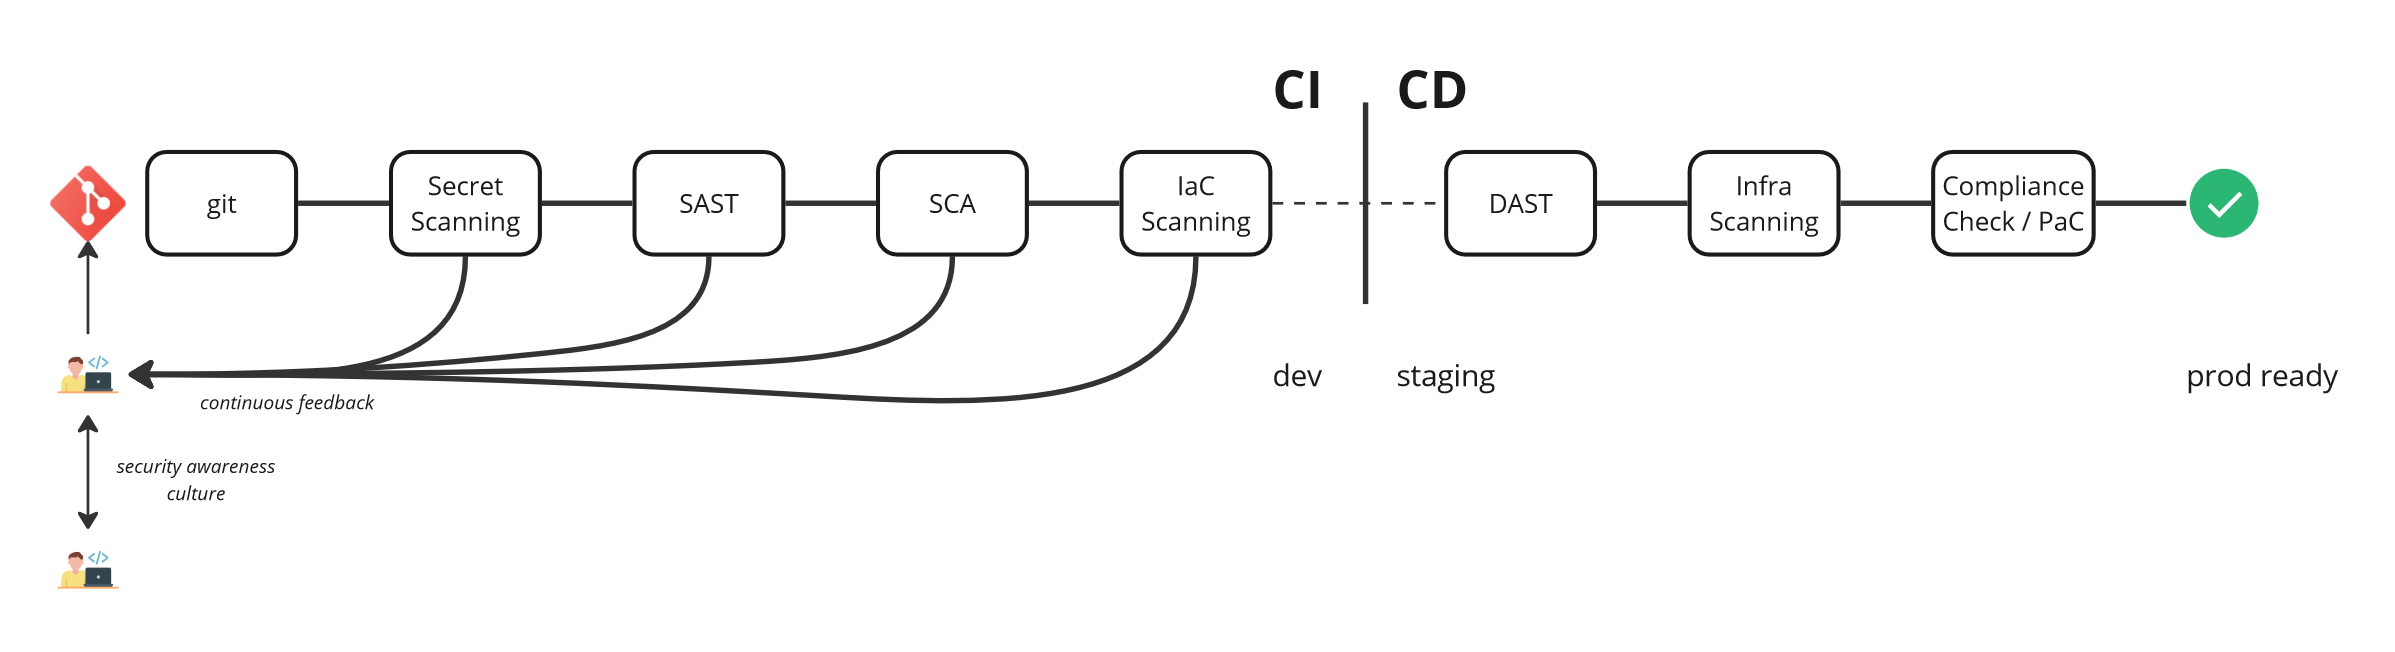 CI
CD
git
Secret
Scanning
SAST
SCA
IaC
Scanning
DAST
Infra
Scanning
Compliance
Check / PaC
</>
continuous feedback
dev
staging
prod ready
security awareness
culture
</>